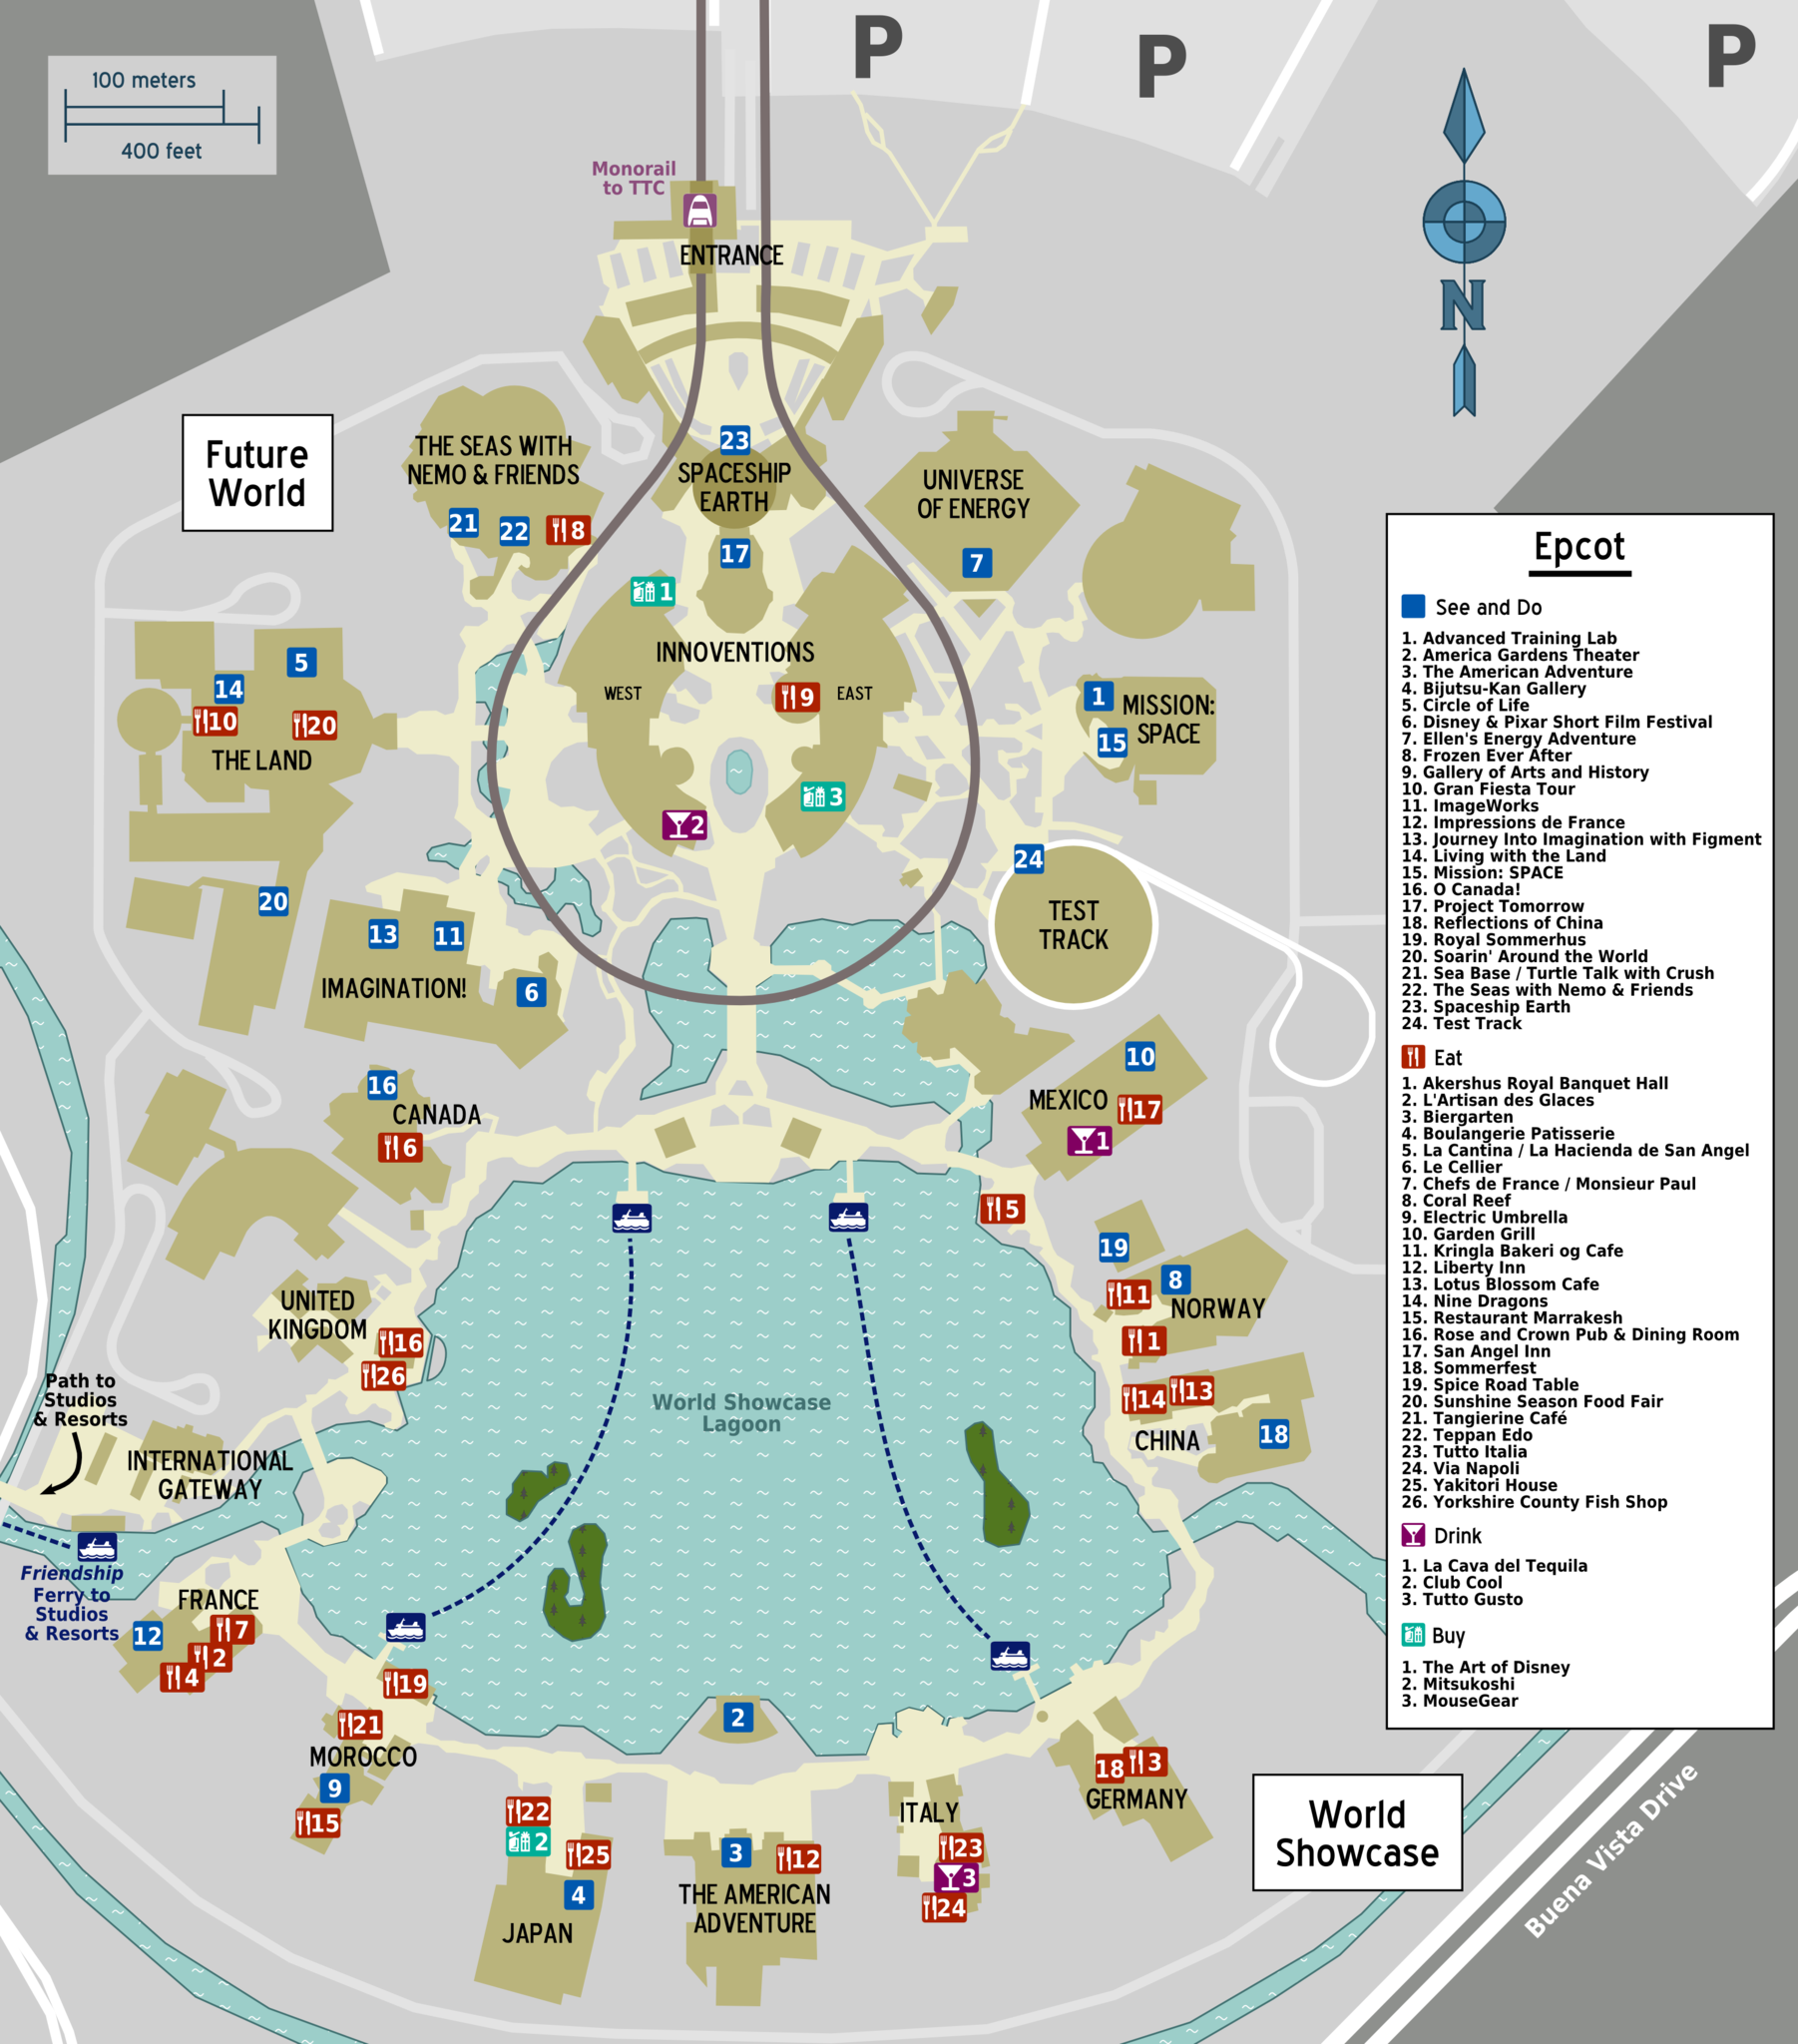 100 meters
400 feet
P
P
P
Monorail
to TTC
ENTRANCE
N
Future
World
THE SEAS WITH
NEMO & FRIENDS
21
22
8
23
SPACESHIP
EARTH
17
UNIVERSE
OF ENERGY
7
1
INNOVENTIONS
WEST
9
EAST
3
2
5
14
10
20
THE LAND
20
1
MISSION:
SPACE
15
24
TEST
TRACK
13
11
IMAGINATION!
6
16
CANADA
6
10
MEXICO
17
1
5
19
8
11
NORWAY
1
UNITED
KINGDOM
16
26
14
13
CHINA
18
World Showcase
Lagoon
Path to
Studios
& Resorts
INTERNATIONAL
GATEWAY
Friendship
Ferry to
Studios
& Resorts
FRANCE
12
7
2
4
19
21
MOROCCO
9
15
2
22
2
25
4
JAPAN
3
12
THE AMERICAN
ADVENTURE
ITALY
23
3
24
18
3
GERMANY
World
Showcase
Buena Vista Drive
Epcot
See and Do
1. Advanced Training Lab
2. America Gardens Theater
3. The American Adventure
4. Bijutsu-Kan Gallery
5. Circle of Life
6. Disney & Pixar Short Film Festival
7. Ellen's Energy Adventure
8. Frozen Ever After
9. Gallery of Arts and History
10. Gran Fiesta Tour
11. ImageWorks
12. Impressions de France
13. Journey Into Imagination with Figment
14. Living with the Land
15. Mission: SPACE
16. O Canada!
17. Project Tomorrow
18. Reflections of China
19. Royal Sommerhus
20. Soarin' Around the World
21. Sea Base / Turtle Talk with Crush
22. The Seas with Nemo & Friends
23. Spaceship Earth
24. Test Track
Eat
1. Akershus Royal Banquet Hall
2. L'Artisan des Glaces
3. Biergarten
4. Boulangerie Patisserie
5. La Cantina / La Hacienda de San Angel
6. Le Cellier
7. Chefs de France / Monsieur Paul
8. Coral Reef
9. Electric Umbrella
10. Garden Grill
11. Kringla Bakeri og Cafe
12. Liberty Inn
13. Lotus Blossom Cafe
14. Nine Dragons
15. Restaurant Marrakesh
16. Rose and Crown Pub & Dining Room
17. San Angel Inn
18. Sommerfest
19. Spice Road Table
20. Sunshine Season Food Fair
21. Tangierine Café
22. Teppan Edo
23. Tutto Italia
24. Via Napoli
25. Yakitori House
26. Yorkshire County Fish Shop
Drink
1. La Cava del Tequila
2. Club Cool
3. Tutto Gusto
Buy
1. The Art of Disney
2. Mitsukoshi
3. MouseGear